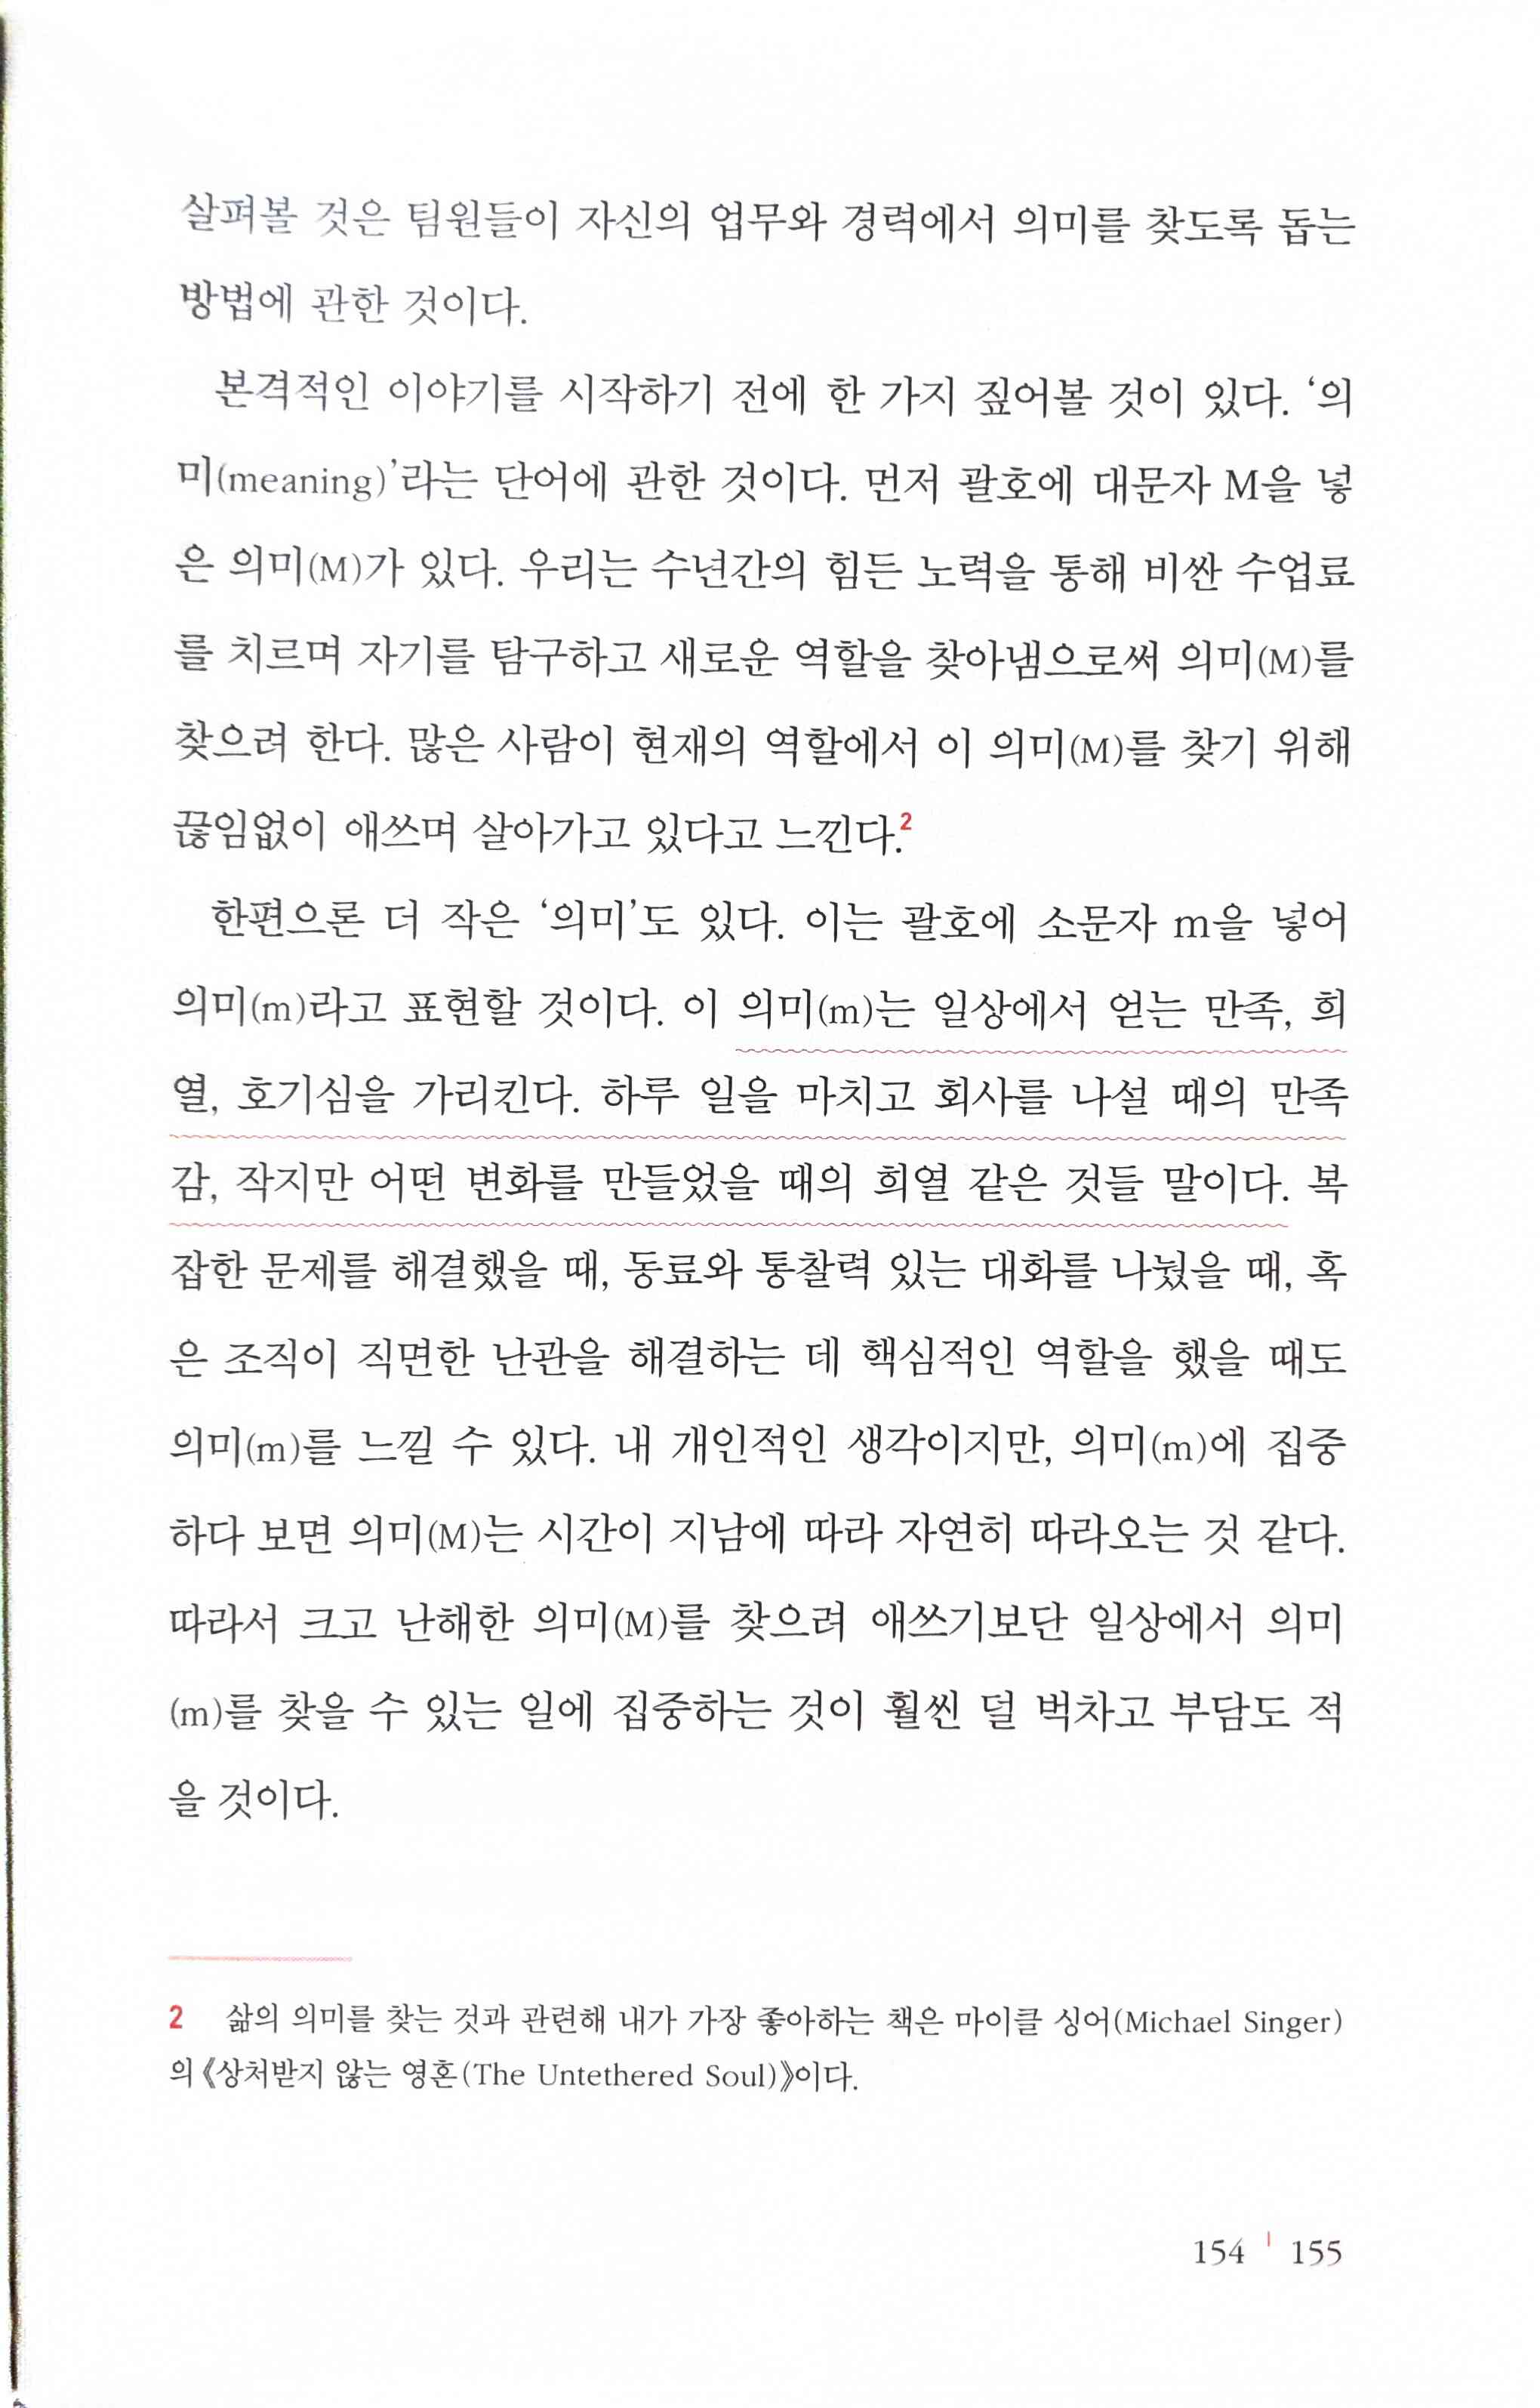 살펴볼 것은 팀원들이 자신의 업무와 경력에서 의미를 찾도록 돕는
방법에 관한 것이다.
본격적인 이야기를 시작하기 전에 한 가지 짚어볼 것이 있다. ‘의
미(meaning)’라는 단어에 관한 것이다. 먼저 괄호에 대문자 M을 넣
은 의미(M)가 있다. 우리는 수년간의 힘든 노력을 통해 비싼 수업료
를 치르며 자기를 탐구하고 새로운 역할을 찾아냄으로써 의미(M)를
찾으려 한다. 많은 사람이 현재의 역할에서 이 의미(M)를 찾기 위해
끊임없이 애쓰며 살아가고 있다고 느낀다.2
한편으론 더 작은 ‘의미’도 있다. 이는 괄호에 소문자 m을 넣어
의미(m)라고 표현할 것이다. 이 의미(m)는 일상에서 얻는 만족, 희
열, 호기심을 가리킨다. 하루 일을 마치고 회사를 나설 때의 만족
감, 작지만 어떤 변화를 만들었을 때의 희열 같은 것들 말이다. 복
잡한 문제를 해결했을 때, 동료와 통찰력 있는 대화를 나눴을 때, 혹
은 조직이 직면한 난관을 해결하는 데 핵심적인 역할을 했을 때도
의미(m)를 느낄 수 있다. 내 개인적인 생각이지만, 의미(m)에 집중
하다 보면 의미(M)는 시간이 지남에 따라 자연히 따라오는 것 같다.
따라서 크고 난해한 의미(M)를 찾으려 애쓰기보단 일상에서 의미
(m)를 찾을 수 있는 일에 집중하는 것이 훨씬 덜 벅차고 부담도 적
을 것이다.
2 삶의 의미를 찾는 것과 관련해 내가 가장 좋아하는 책은 마이클 싱어(Michael Singer)
의 《상처받지 않는 영혼(The Untethered Soul)》이다.
154 | 155